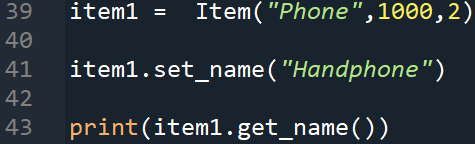 39 item1 =  Item("Phone",1000,2)
40
41 item1.set_name("Handphone")
42
43 print(item1.get_name())